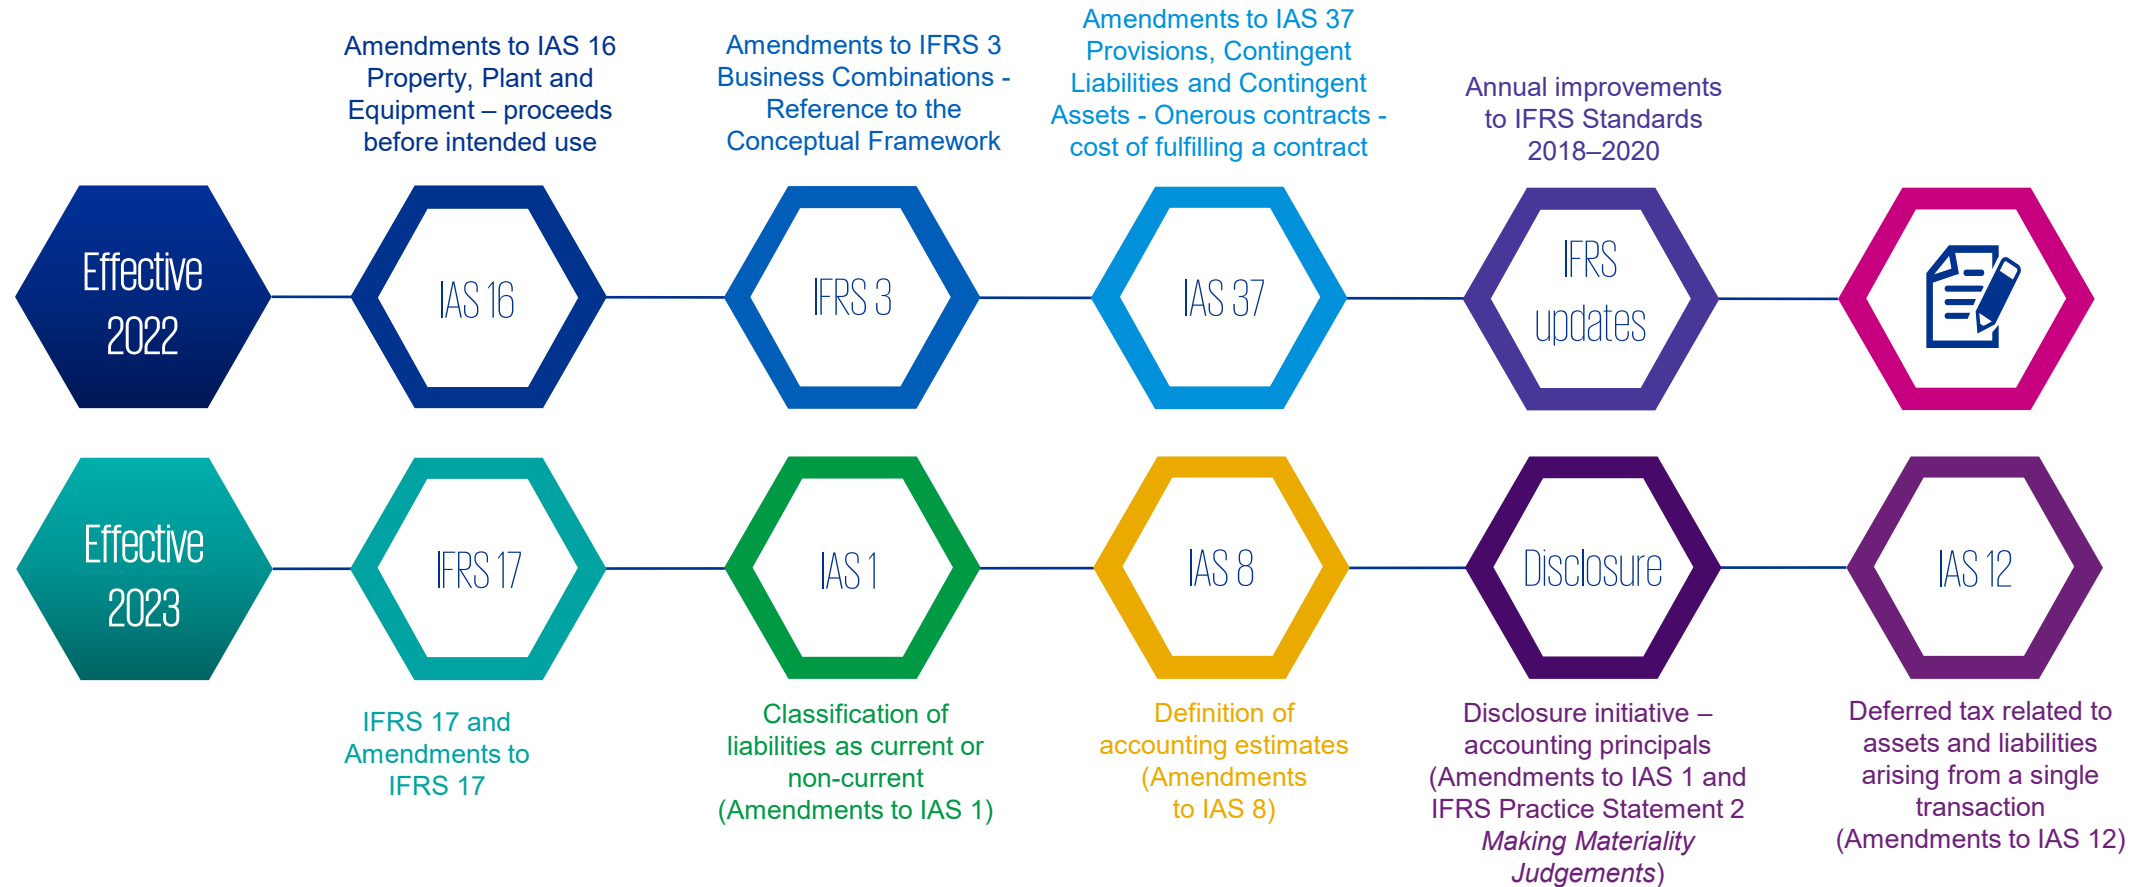 Amendments to IAS 16
Property, Plant and
Equipment – proceeds
before intended use
Amendments to IFRS 3
Business Combinations -
Reference to the
Conceptual Framework
Amendments to IAS 37
Provisions, Contingent
Liabilities and Contingent
Assets - Onerous contracts -
cost of fulfilling a contract
Annual improvements
to IFRS Standards
2018–2020
Effective
2022
IAS 16
IFRS 3
IAS 37
IFRS
updates
Effective
2023
IFRS 17
IAS 1
IAS 8
Disclosure
IAS 12
IFRS 17 and
Amendments to
IFRS 17
Classification of
liabilities as current or
non-current
(Amendments to IAS 1)
Definition of
accounting estimates
(Amendments
to IAS 8)
Disclosure initiative –
accounting principals
(Amendments to IAS 1 and
IFRS Practice Statement 2
Making Materiality
Judgements)
Deferred tax related to
assets and liabilities
arising from a single
transaction
(Amendments to IAS 12)